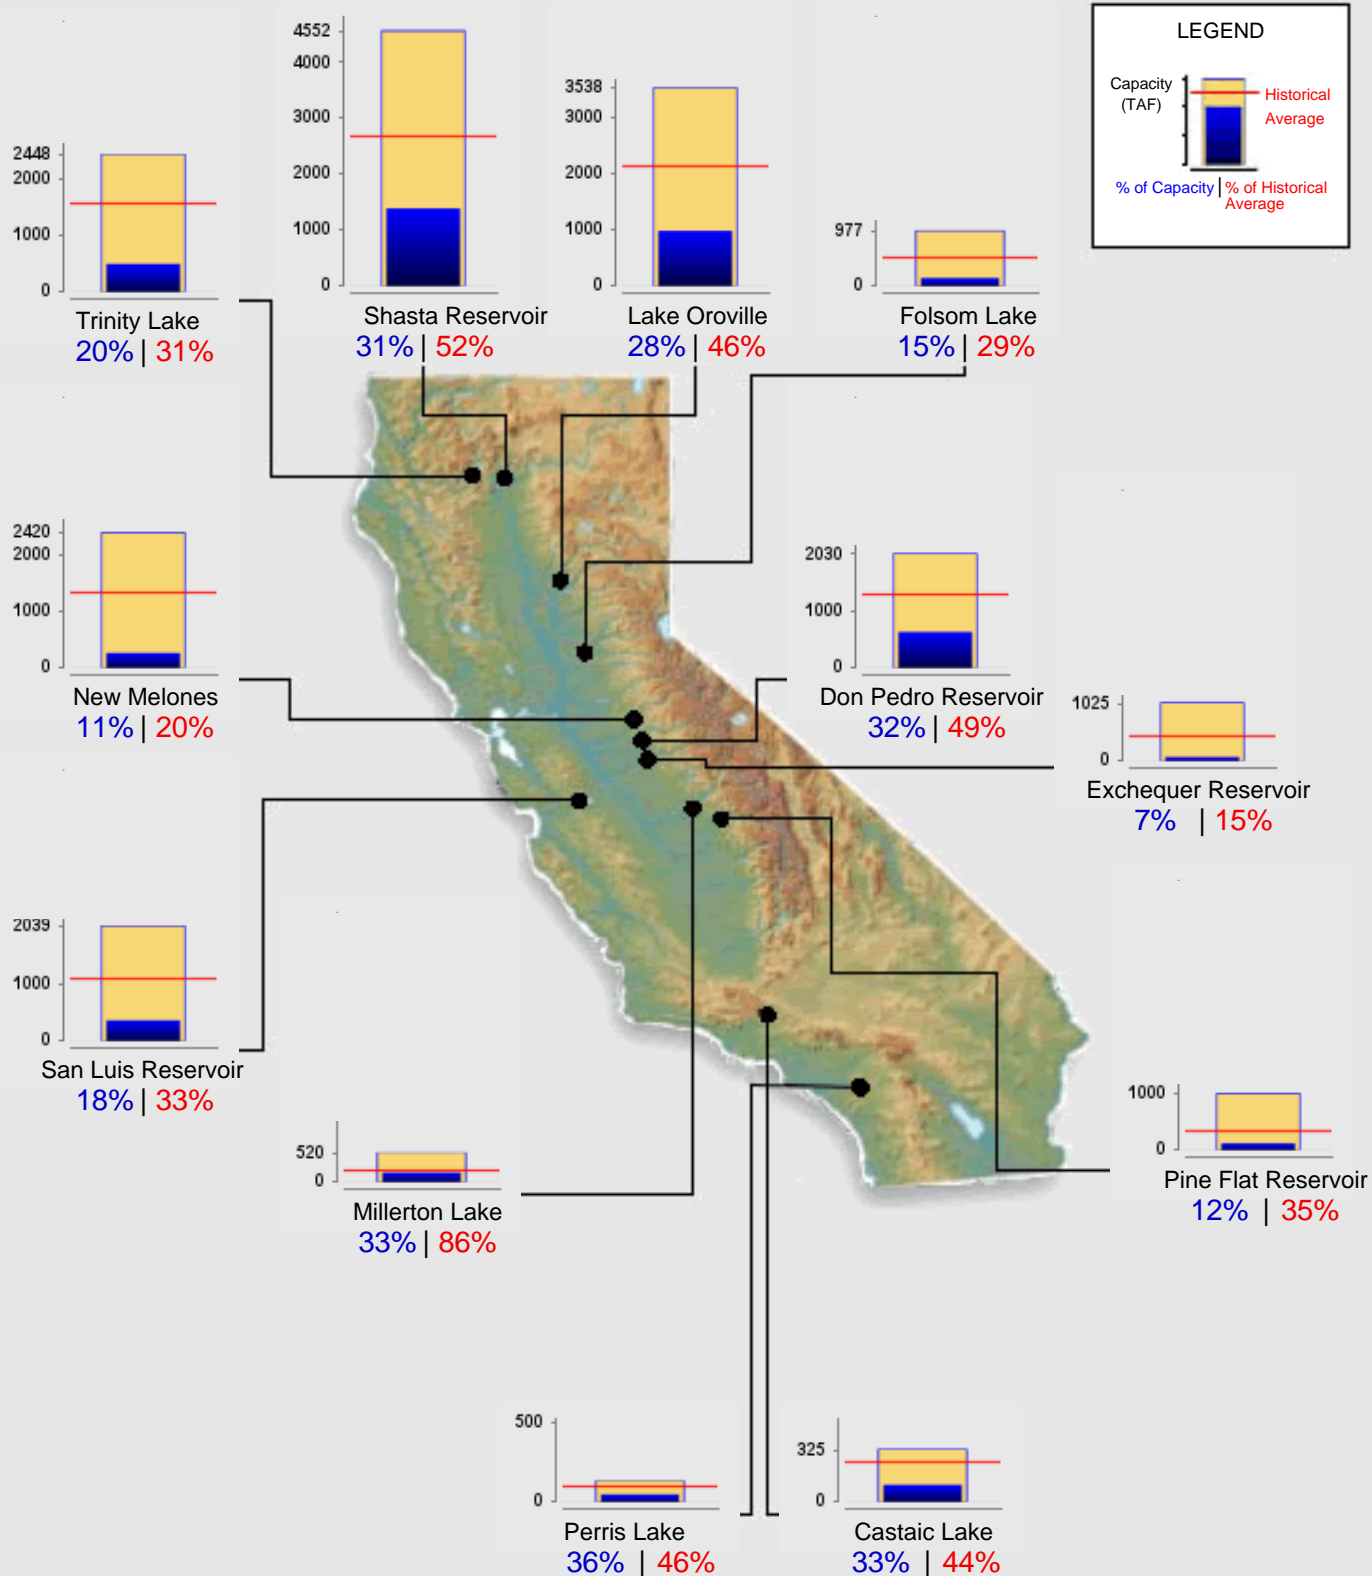 LEGEND
Capacity
(TAF)
Historical
Average
% of Capacity | % of Historical
Average
4552
4000
3000
2000
1000
0
Shasta Reservoir
31% | 52%
3538
3000
2000
1000
0
Lake Oroville
28% | 46%
2448
2000
1000
0
Trinity Lake
20% | 31%
977
0
Folsom Lake
15% | 29%
2420
2000
1000
0
New Melones
11% | 20%
2030
1000
0
Don Pedro Reservoir
32% | 49%
1025
0
Exchequer Reservoir
7% | 15%
2039
1000
0
San Luis Reservoir
18% | 33%
520
0
Millerton Lake
33% | 86%
1000
0
Pine Flat Reservoir
12% | 35%
500
0
Perris Lake
36% | 46%
325
0
Castaic Lake
33% | 44%